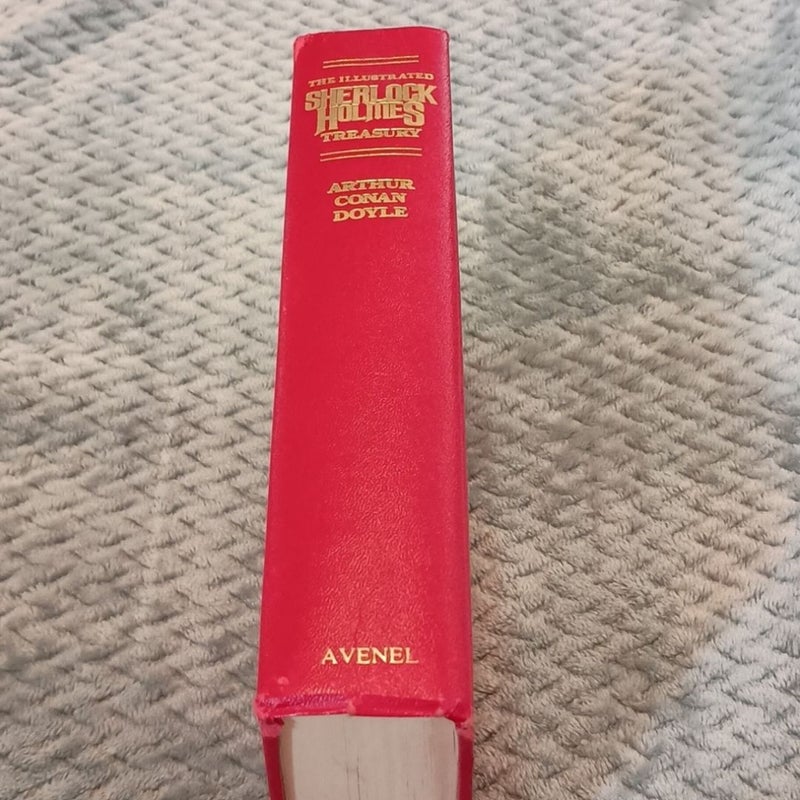 THE ILLUSTRATED
SHERLOCK
HOLMES
TREASURY
ARTHUR
CONAN
DOYLE
AVENEL